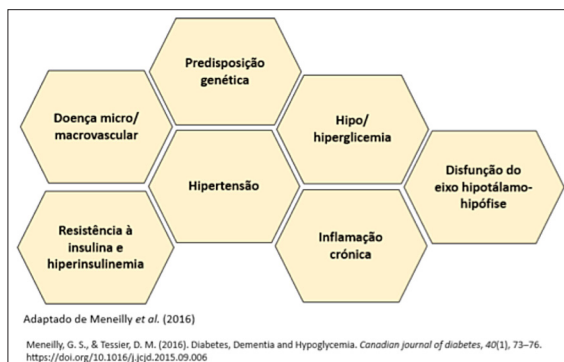 Predisposição
genética
Doença micro/
macrovascular
Hipo/
hiperglicemia
Hipertensão
Disfunção do
eixo hipotálamo-
hipófise
Resistência à
insulina e
hiperinsulinemia
Inflamação
crónica
Adaptado de Meneilly et al. (2016)
Meneilly, G. S., & Tessier, D. M. (2016). Diabetes, Dementia and Hypoglycemia. Canadian journal of diabetes, 40(1), 73–76.
https://doi.org/10.1016/j.jcjd.2015.09.006